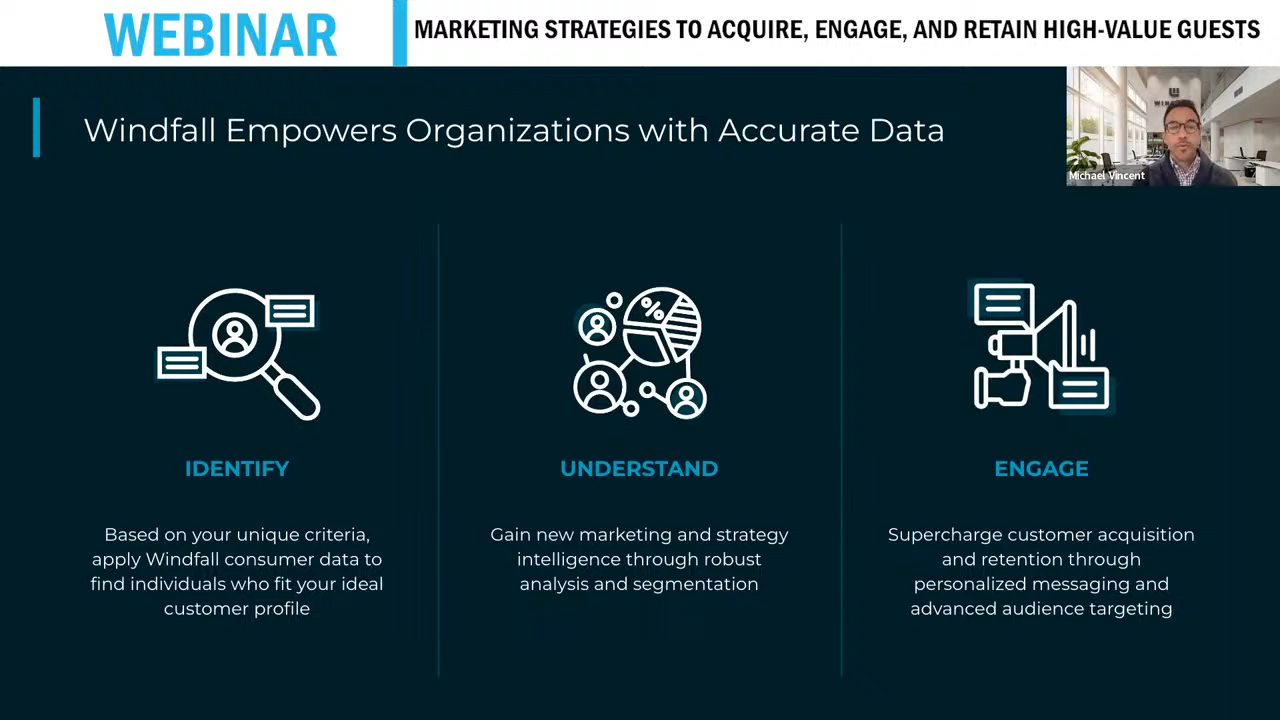 WEBINAR
MARKETING STRATEGIES TO ACQUIRE, ENGAGE, AND RETAIN HIGH-VALUE GUESTS
Windfall Empowers Organizations with Accurate Data
Michael Vincent
%
IDENTIFY
Based on your unique criteria,
apply Windfall consumer data to
find individuals who fit your ideal
customer profile
UNDERSTAND
Gain new marketing and strategy
intelligence through robust
analysis and segmentation
ENGAGE
Supercharge customer acquisition
and retention through
personalized messaging and
advanced audience targeting